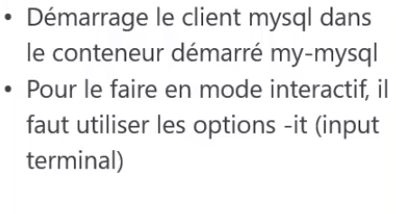 • Démarrage le client mysql dans
le conteneur démarré my-mysql
• Pour le faire en mode interactif, il
faut utiliser les options -it (input
terminal)